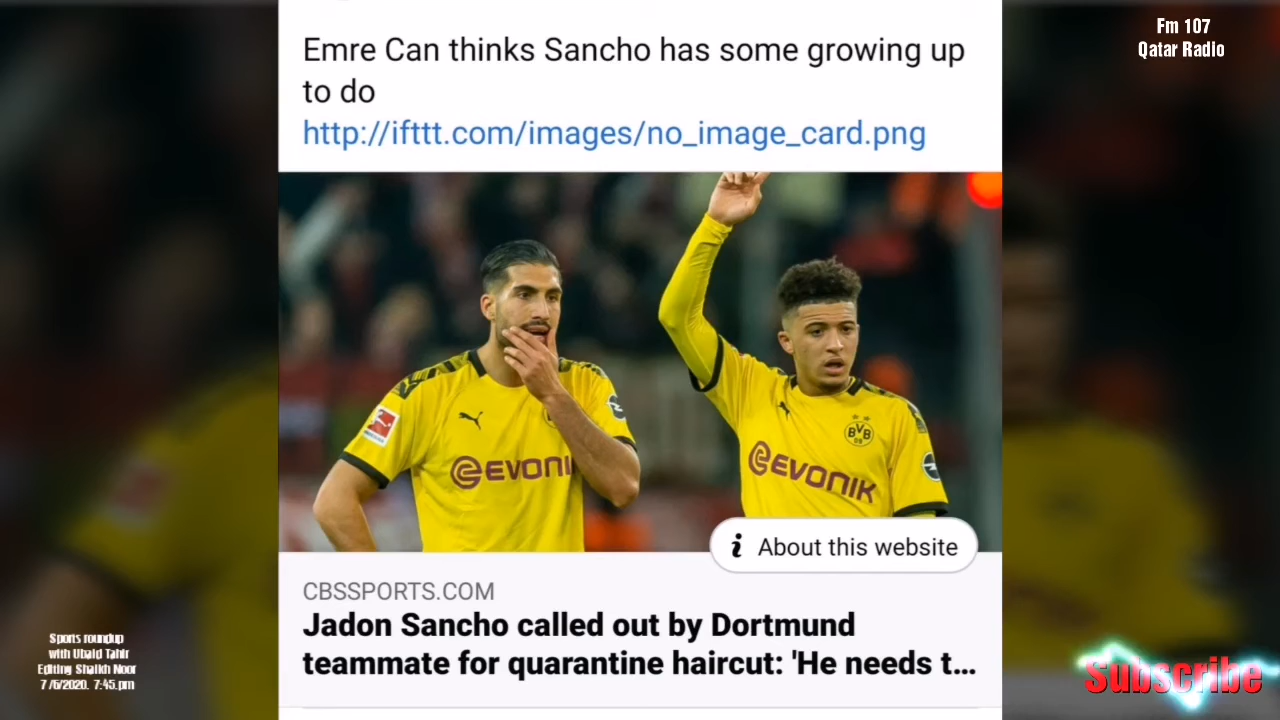 Fm 107
Qatar Radio
Emre Can thinks Sancho has some growing up
to do
http://ifttt.com/images/no_image_card.png
EVONIK
BVB
09
EVONIK
About this website
CBSSPORTS.COM
Jadon Sancho called out by Dortmund
teammate for quarantine haircut: 'He needs t...
Sports roundup
with Ubaid Tahir
Editing Shaikh Noor
7 /6/2020. 7:45.pm
Subscribe